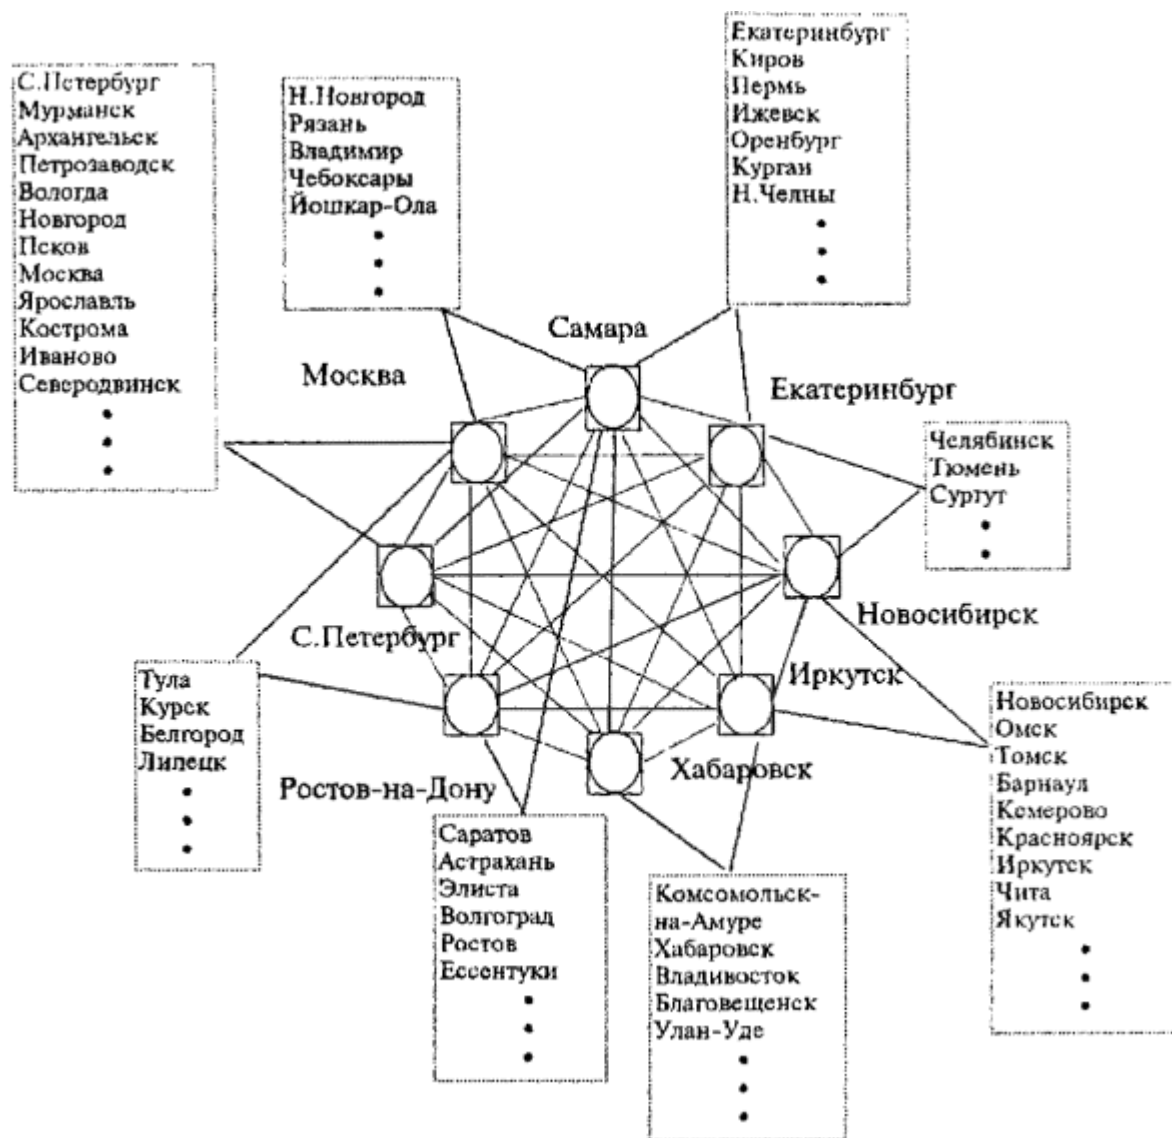 С.Петербург
Мурманск
Архангельск
Петрозаводск
Вологда
Новгород
Псков
Москва
Ярославль
Кострома
Иваново
Северодвинск
Н.Новгород
Рязань
Владимир
Чебоксары
Йошкар-Ола
Екатеринбург
Киров
Пермь
Ижевск
Оренбург
Курган
Н.Челны
Самара
Москва
Екатеринбург
Челябинск
Тюмень
Сургут
С.Петербург
Новосибирск
Иркутск
Тула
Курск
Белгород
Липецк
Ростов-на-Дону
Хабаровск
Новосибирск
Омск
Томск
Барнаул
Кемерово
Красноярск
Иркутск
Чита
Якутск
Саратов
Астрахань
Элиста
Волгоград
Ростов
Ессентуки
Комсомольск-
на-Амуре
Хабаровск
Владивосток
Благовещенск
Улан-Уде